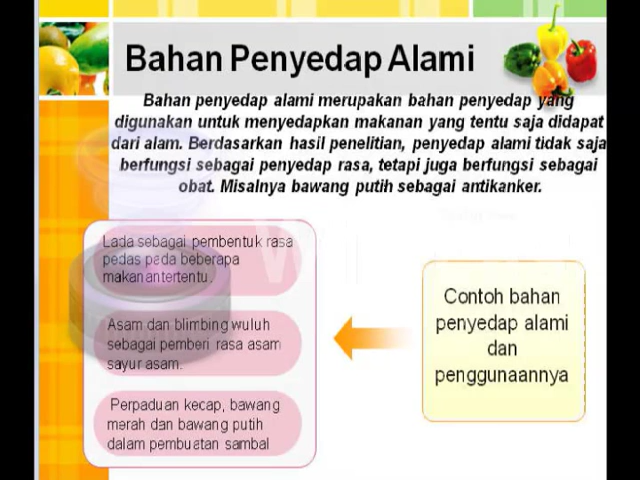 Bahan Penyedap Alami
Bahan penyedap alami merupakan bahan penyedap yang
digunakan untuk menyedapkan makanan yang tentu saja didapat
dari alam. Berdasarkan hasil penelitian, penyedap alami tidak saja
berfungsi sebagai penyedap rasa, tetapi juga berfungsi sebagai
obat. Misalnya bawang putih sebagai antikanker.
Lada sebagai pembentuk rasa
pedas pada beberapa
makanantertentu.
Asam dan blimbing wuluh
sebagai pemberi rasa asam
sayur asam.
Perpaduan kecap, bawang
merah dan bawang putih
dalam pembuatan sambal
Contoh bahan
penyedap alami
dan
penggunaannya